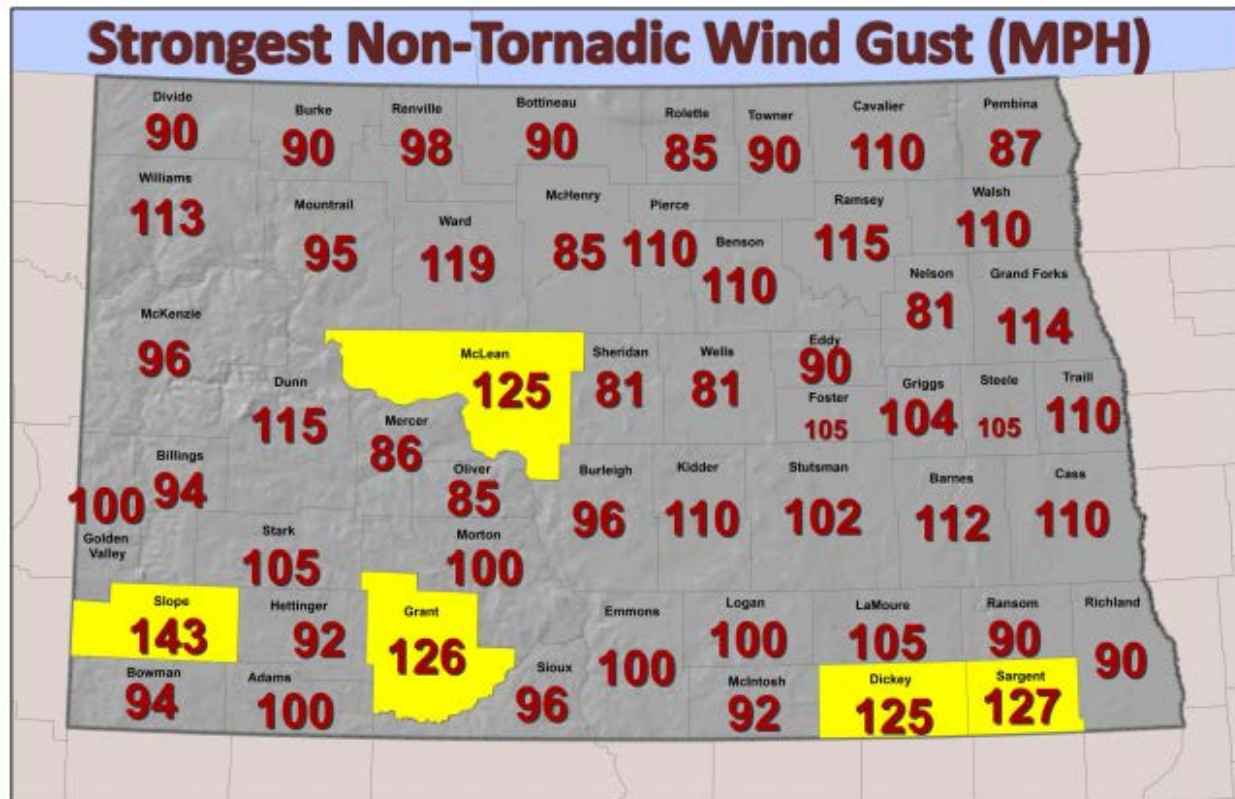 Strongest Non-Tornadic Wind Gust (MPH)
Divide
90
Burke
90
Renville
98
Bottineau
90
Rolette
85
Towner
90
Cavalier
110
Pembina
87
Williams
113
Mountrail
95
Ward
119
McHenry
85
Pierce
110
Benson
110
Ramsey
115
Walsh
110
Nelson
81
Grand Forks
114
McKenzie
96
Dunn
115
McLean
125
Mercer
86
Sheridan
81
Wells
81
Eddy
90
Foster
105
Griggs
104
Steele
105
Traill
110
Billings
94
100
Golden
Valley
Oliver
85
Burleigh
96
Kidder
110
Stutsman
102
Barnes
112
Cass
110
Stark
105
Morton
100
Slope
143
Hettinger
92
Grant
126
Emmons
100
Logan
100
LaMoure
105
Ransom
90
Richland
90
Bowman
94
Adams
100
Sioux
96
McIntosh
92
Dickey
125
Sargent
127